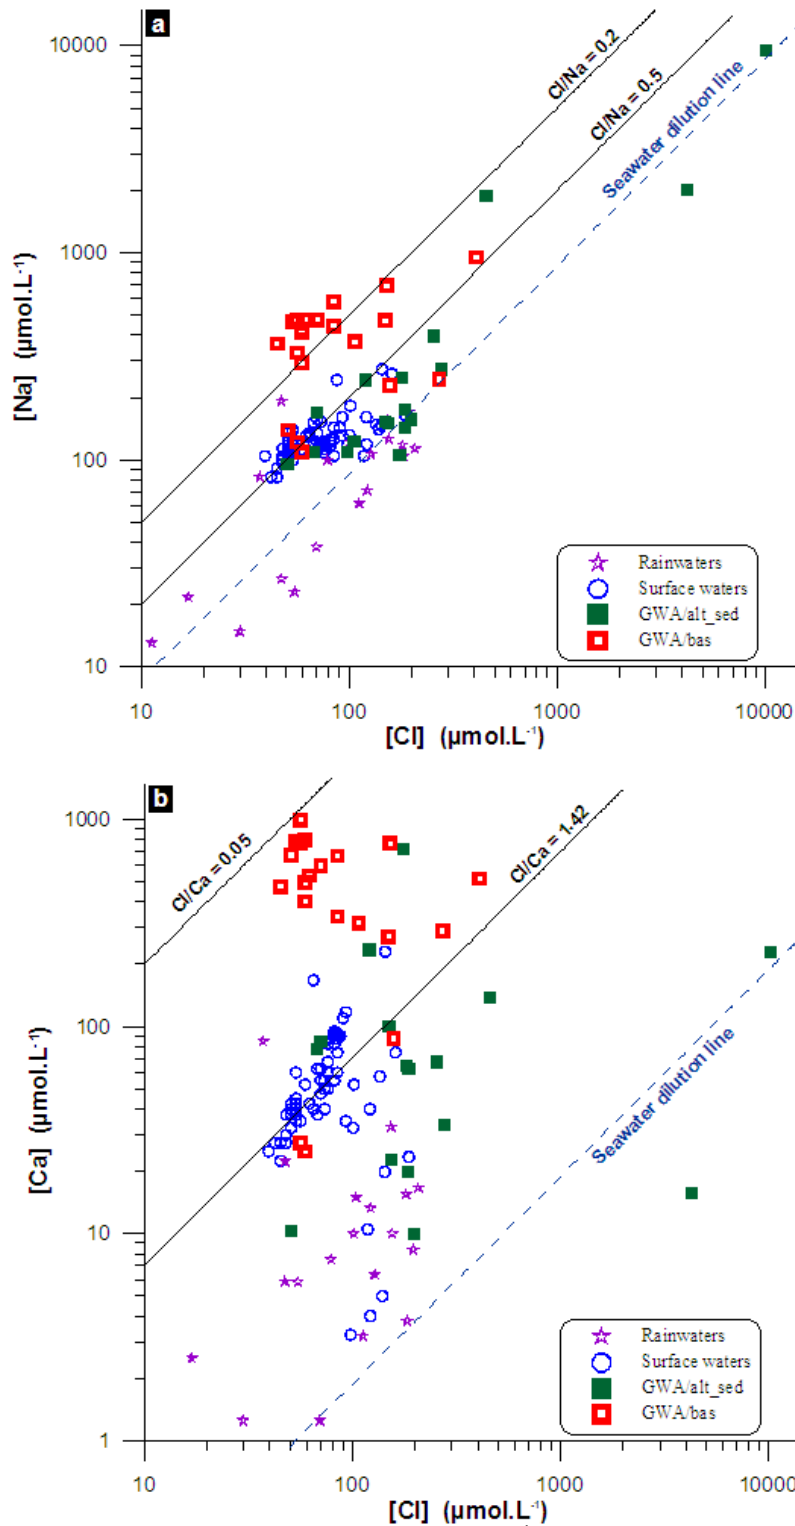 a
10000
Cl/Na = 0.2
Cl/Na = 0.5
Seawater dilution line
1000
[Na] (µmol.L⁻¹)
100
Rainwaters
Surface waters
GWA/alt_sed
GWA/bas
10
10 100 1000 10000
[Cl] (µmol.L⁻¹)
b
1000
Cl/Ca = 0.05
Cl/Ca = 1.42
100
Seawater dilution line
[Ca] (µmol.L⁻¹)
10
Rainwaters
Surface waters
GWA/alt_sed
GWA/bas
1
10 100 1000 10000
[Cl] (µmol.L⁻¹)